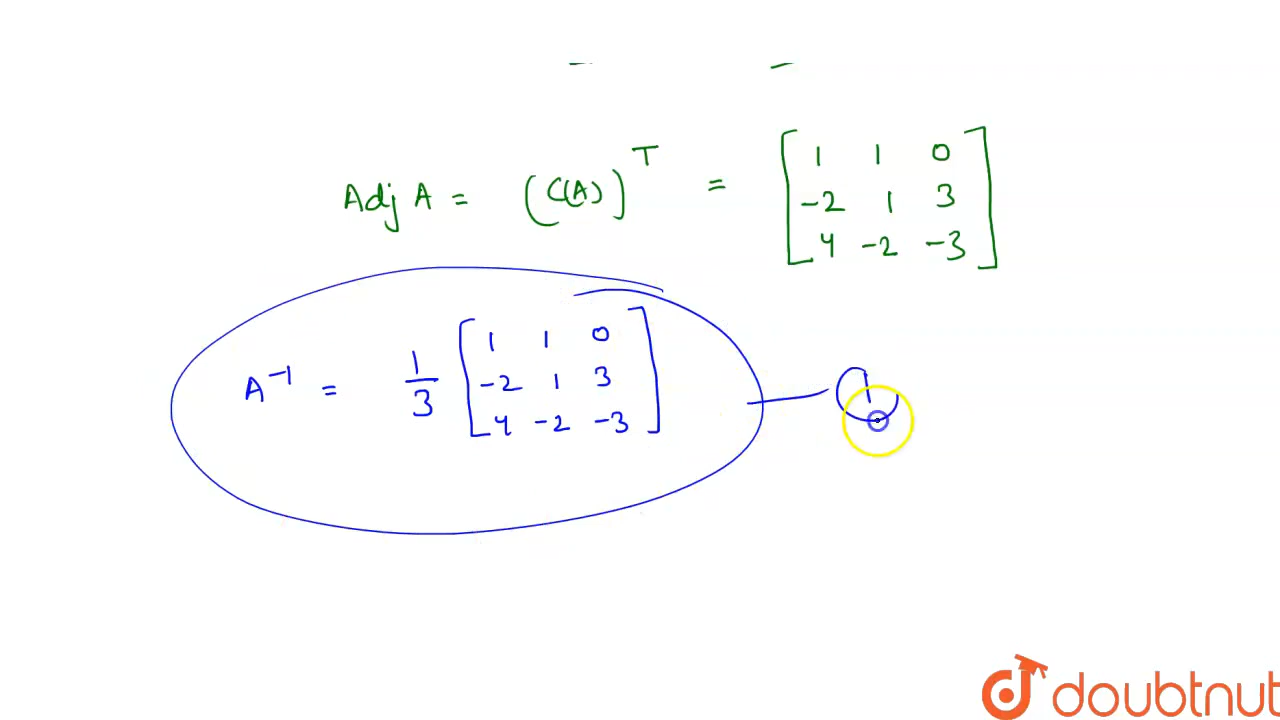 Adj A = (C(A))^T = [1 1 0
-2 1 3
4 -2 -3]
A^-1 = 1/3 [1 1 0
-2 1 3
4 -2 -3] — 1
doubtnut